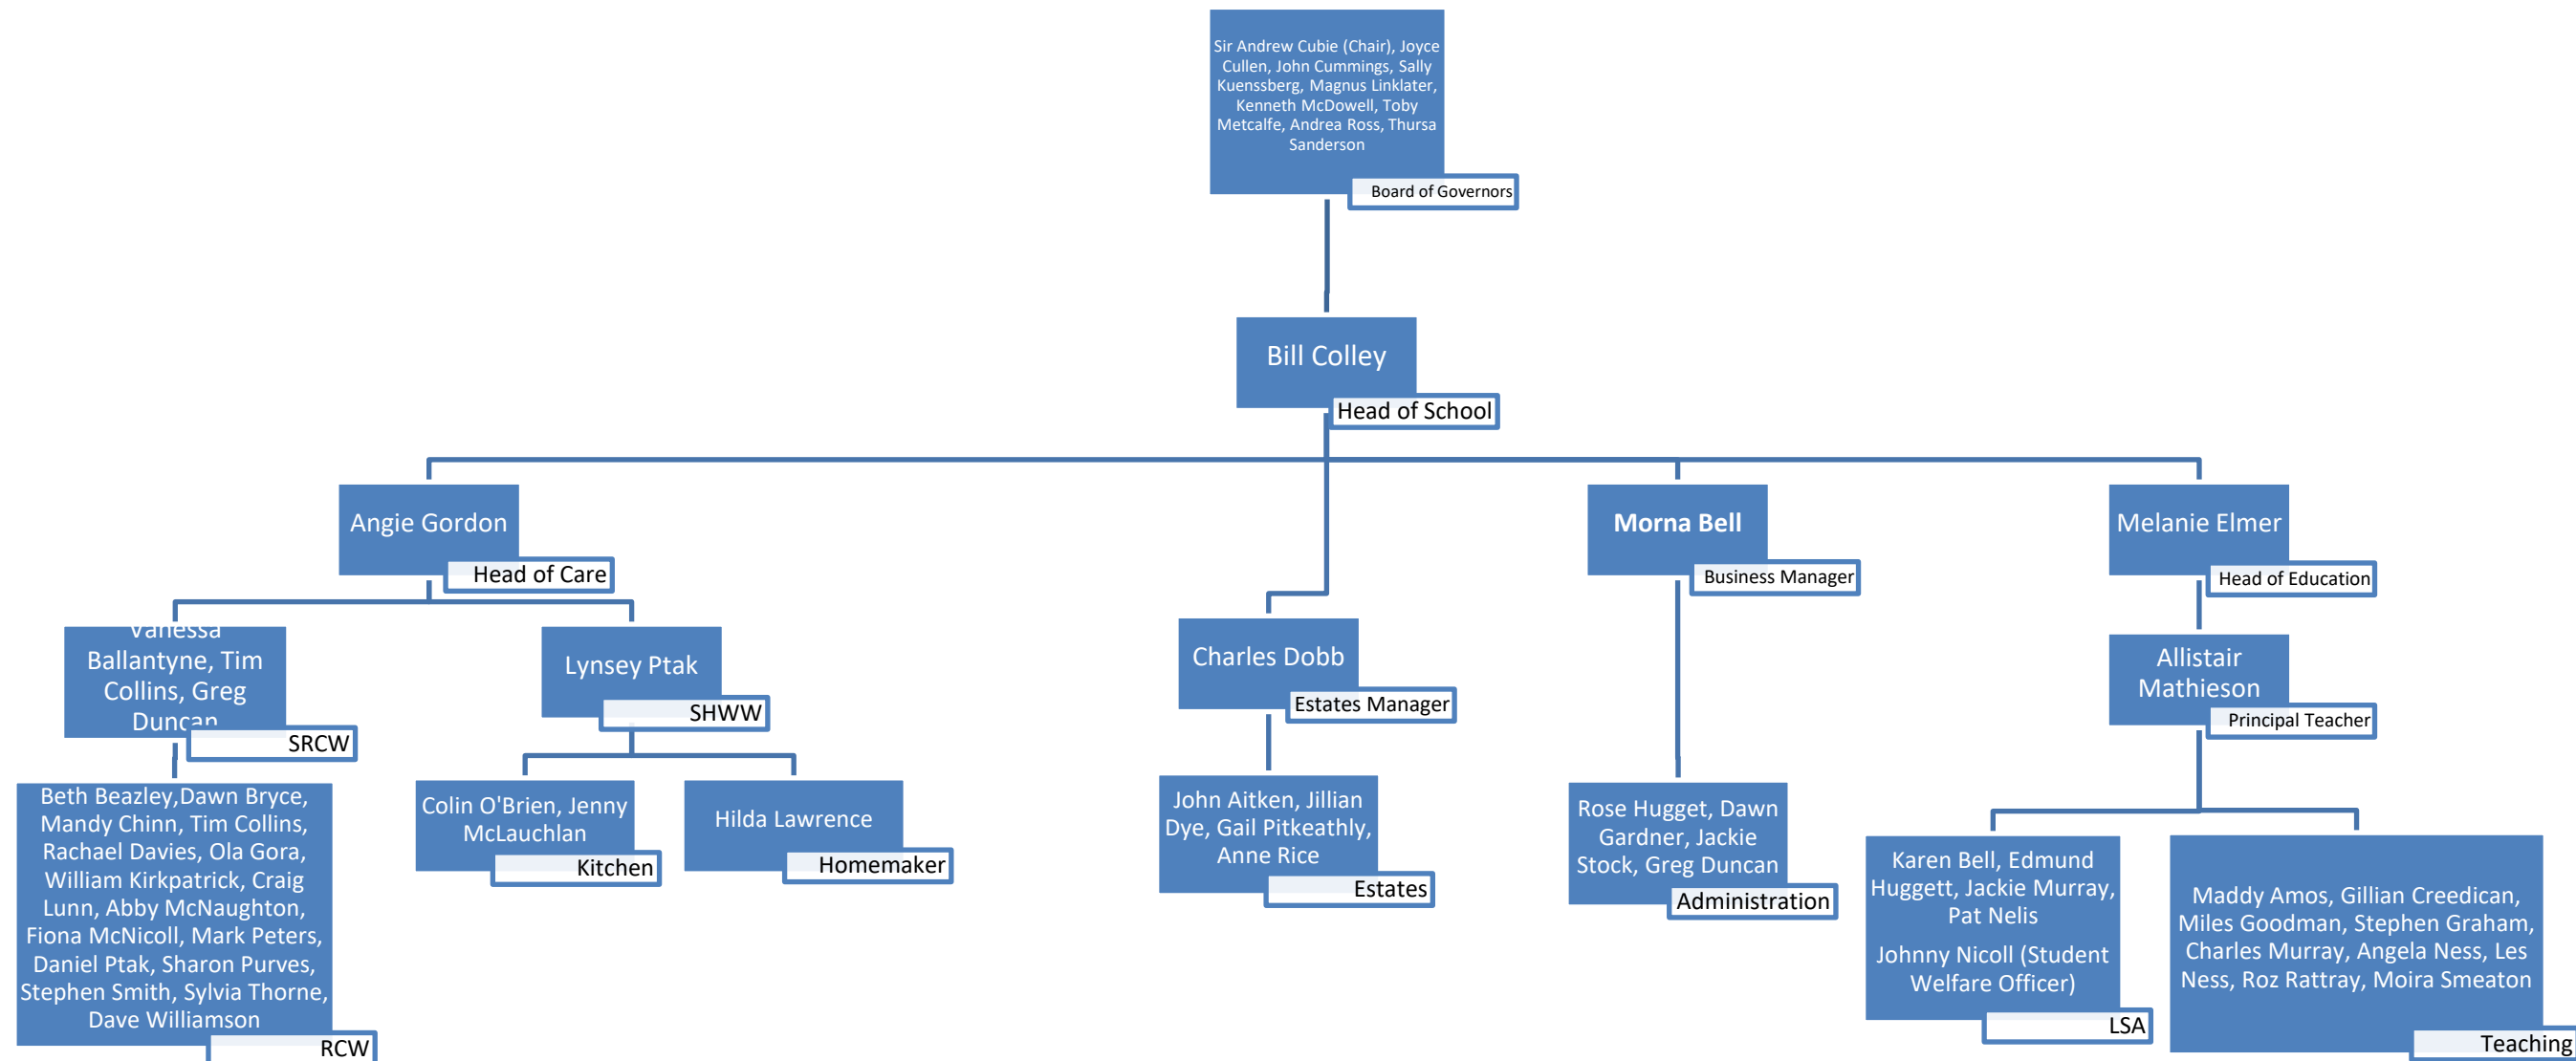 Sir Andrew Cubie (Chair), Joyce
Cullen, John Cummings, Sally
Kuenssberg, Magnus Linklater,
Kenneth McDowell, Toby
Metcalfe, Andrea Ross, Thursa
Sanderson
Board of Governors
Bill Colley
Head of School
Angie Gordon
Head of Care
Morna Bell
Business Manager
Melanie Elmer
Head of Education
Vanessa
Ballantyne, Tim
Collins, Greg
Duncan
SRCW
Lynsey Ptak
SHWW
Charles Dobb
Estates Manager
Allistair
Mathieson
Principal Teacher
Beth Beazley,Dawn Bryce,
Mandy Chinn, Tim Collins,
Rachael Davies, Ola Gora,
William Kirkpatrick, Craig
Lunn, Abby McNaughton,
Fiona McNicoll, Mark Peters,
Daniel Ptak, Sharon Purves,
Stephen Smith, Sylvia Thorne,
Dave Williamson
RCW
Colin O'Brien, Jenny
McLauchlan
Kitchen
Hilda Lawrence
Homemaker
John Aitken, Jillian
Dye, Gail Pitkeathly,
Anne Rice
Estates
Rose Hugget, Dawn
Gardner, Jackie
Stock, Greg Duncan
Administration
Karen Bell, Edmund
Huggett, Jackie Murray,
Pat Nelis
Johnny Nicoll (Student
Welfare Officer)
LSA
Maddy Amos, Gillian Creedican,
Miles Goodman, Stephen Graham,
Charles Murray, Angela Ness, Les
Ness, Roz Rattray, Moira Smeaton
Teaching